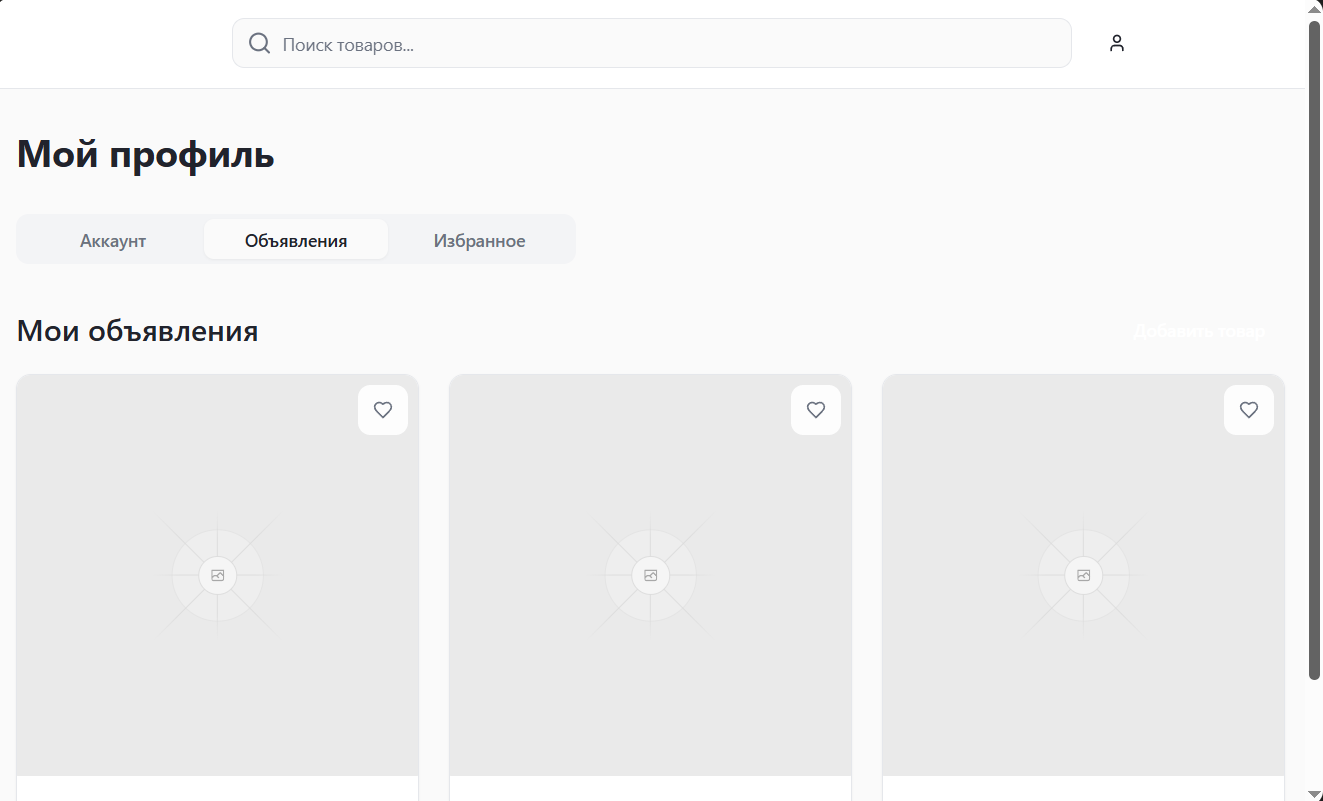 Поиск товаров...
Мой профиль
Аккаунт
Объявления
Избранное
Мои объявления
Добавить товар